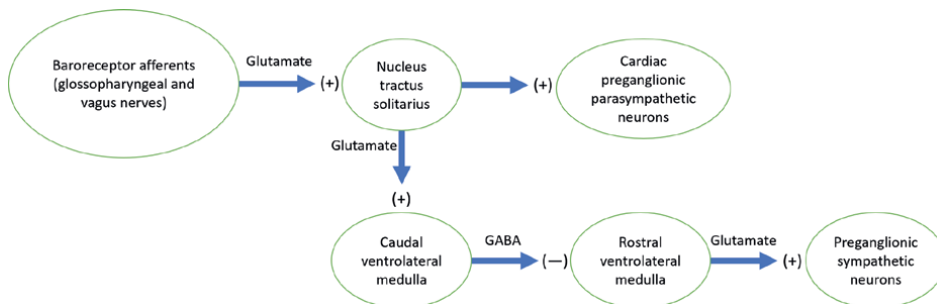 Baroreceptor afferents
(glossopharyngeal and
vagus nerves)
Glutamate
(+)
Nucleus
tractus
solitarius
(+)
Cardiac
preganglionic
parasympathetic
neurons
Glutamate
(+)
Caudal
ventrolateral
medulla
GABA
(—)
Rostral
ventrolateral
medulla
Glutamate
(+)
Preganglionic
sympathetic
neurons